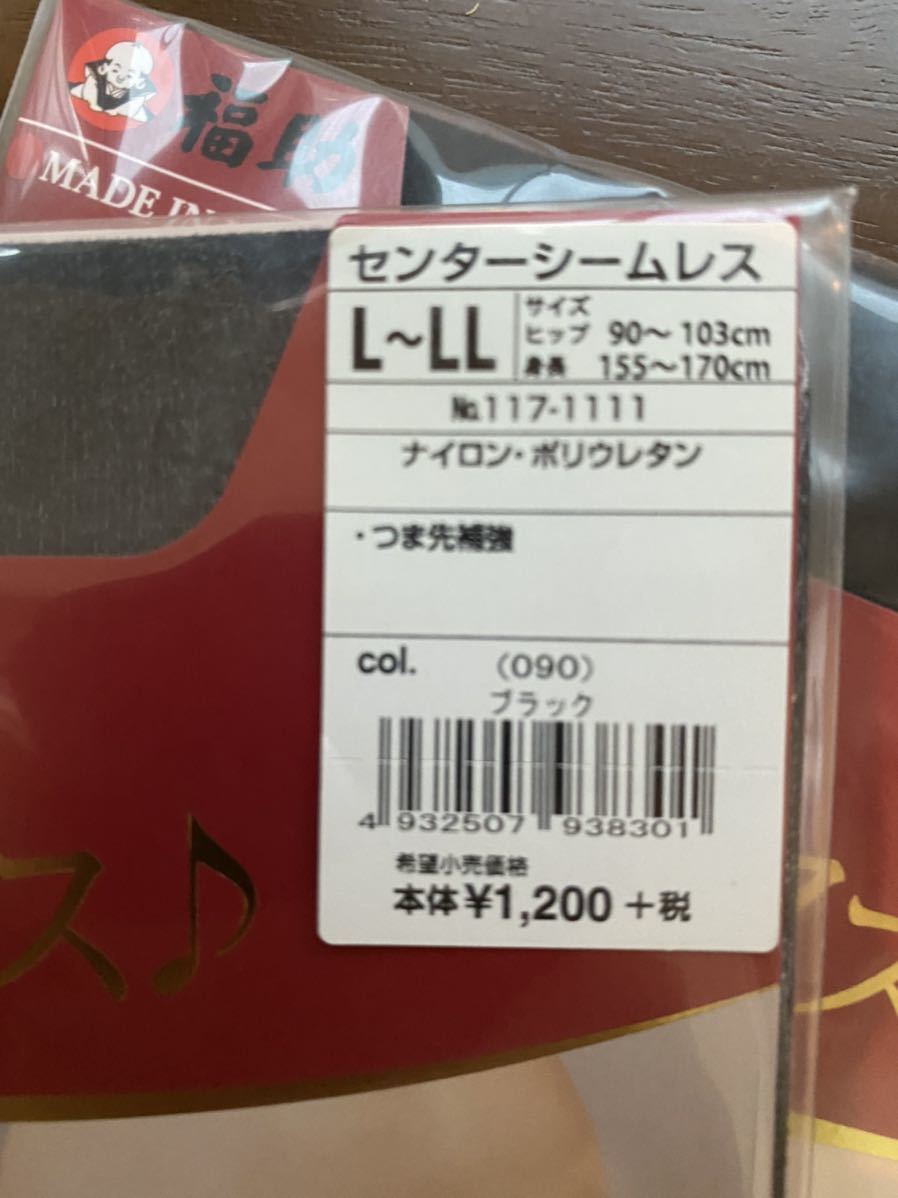 福助
MADE IN
センターシームレス
L～LL
サイズ
ヒップ 90～103cm
身長 155～170cm
№117-1111
ナイロン・ポリウレタン
・つま先補強
col. (090)
ブラック
4 932507 938301
希望小売価格
本体¥1,200+税
ス♪
ス